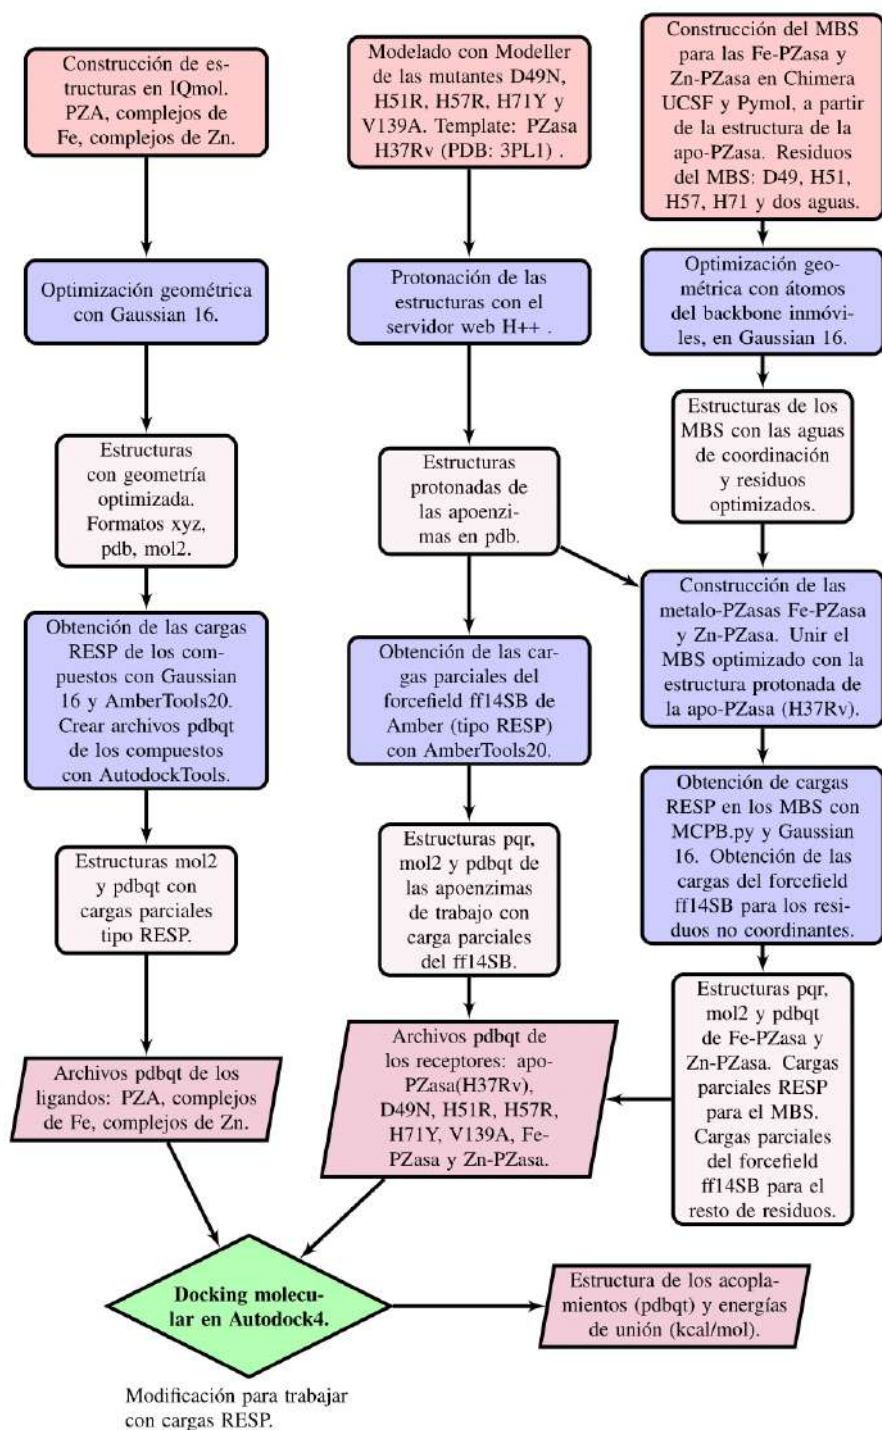 Construcción de es-
tructuras en IQmol.
PZA, complejos de
Fe, complejos de Zn.
Optimización geométrica
con Gaussian 16.
Estructuras
con geometría
optimizada.
Formatos xyz,
pdb, mol2.
Obtención de las cargas
RESP de los com-
puestos con Gaussian
16 y AmberTools20.
Crear archivos pdbqt
de los compuestos
con AutodockTools.
Estructuras mol2
y pdbqt con
cargas parciales
tipo RESP.
Archivos pdbqt de los
ligandos: PZA, complejos
de Fe, complejos de Zn.
Modelado con Modeller
de las mutantes D49N,
H51R, H57R, H71Y y
V139A. Template: PZasa
H37Rv (PDB: 3PL1) .
Protonación de las
estructuras con el
servidor web H++ .
Estructuras
protonadas de
las apoenzi-
mas en pdb.
Obtención de las car-
gas parciales del
forcefield ff14SB de
Amber (tipo RESP)
con AmberTools20.
Estructuras pqr,
mol2 y pdbqt de
las apoenzimas
de trabajo con
carga parciales
del ff14SB.
Archivos pdbqt de
los receptores: apo-
PZasa(H37Rv),
D49N, H51R, H57R,
H71Y, V139A, Fe-
PZasa y Zn-PZasa.
Construcción del MBS
para las Fe-PZasa y
Zn-PZasa en Chimera
UCSF y Pymol, a partir
de la estructura de la
apo-PZasa. Residuos
del MBS: D49, H51,
H57, H71 y dos aguas.
Optimización geo-
métrica con átomos
del backbone inmóvi-
les, en Gaussian 16.
Estructuras de los
MBS con las aguas
de coordinación
y residuos
optimizados.
Construcción de las
metalo-PZasas Fe-PZasa
y Zn-PZasa. Unir el
MBS optimizado con la
estructura protonada de
la apo-PZasa (H37Rv).
Obtención de cargas
RESP en los MBS con
MCPB.py y Gaussian
16. Obtención de las
cargas del forcefield
ff14SB para los resi-
duos no coordinantes.
Estructuras pqr,
mol2 y pdbqt
de Fe-PZasa y
Zn-PZasa. Cargas
parciales RESP
para el MBS.
Cargas parciales
del forcefield
ff14SB para el
resto de residuos.
Docking molecu-
lar en Autodock4.
Modificación para trabajar
con cargas RESP.
Estructura de los acopla-
mientos (pdbqt) y energías
de unión (kcal/mol).